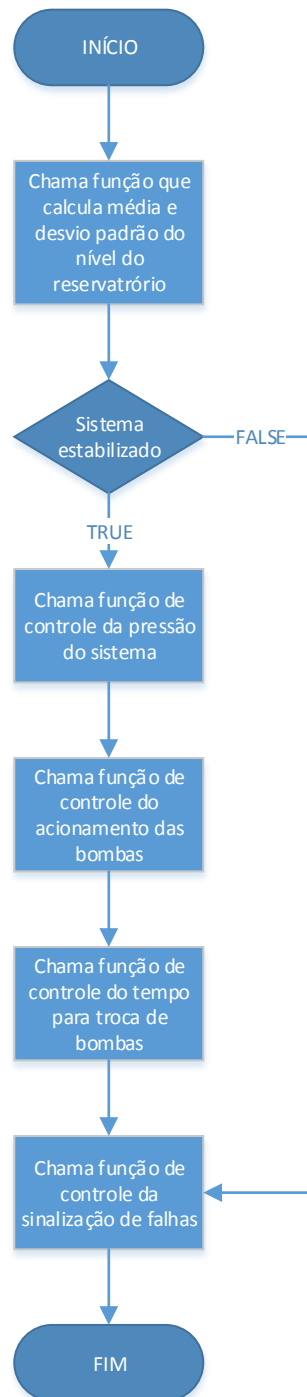 INÍCIO
Chama função que
calcula média e
desvio padrão do
nível do
reservatrório
Sistema
estabilizado
FALSE
TRUE
Chama função de
controle da pressão
do sistema
Chama função de
controle do
acionamento das
bombas
Chama função de
controle do tempo
para troca de
bombas
Chama função de
controle da
sinalização de falhas
FIM